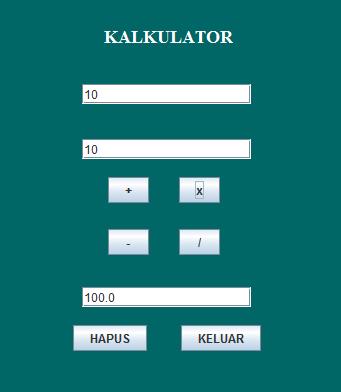 KALKULATOR
10
10
+ x
- /
100.0
HAPUS KELUAR